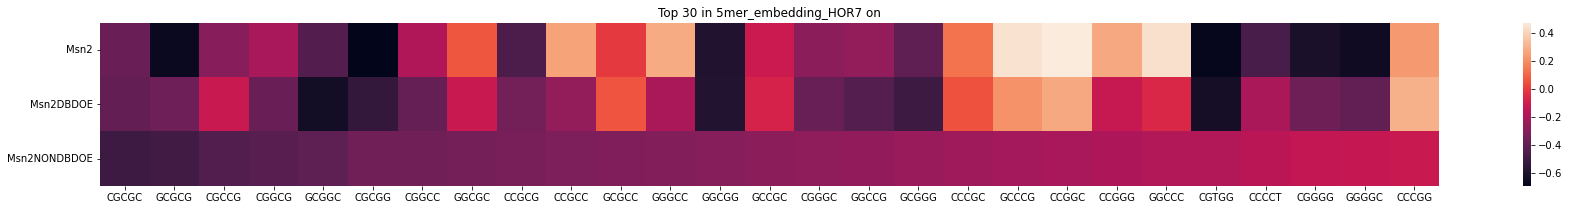 Top 30 in 5mer_embedding_HOR7 on
Msn2
Msn2DBDOE
Msn2NONDBDOE
CGCGC GCGCG CGCCG CGGCG GCGGC CGCGG CGGCC GGCGC CCGCG CCGCC GCGCC GGGCC GGCGG GCCGC CGGGC GGCCG GCGGG CCCGC GCCCG CCGGC CCGGG GGCCC CGTGG CCCCT CGGGG GGGGC CCCGG
0.4
0.2
0.0
−0.2
−0.4
−0.6